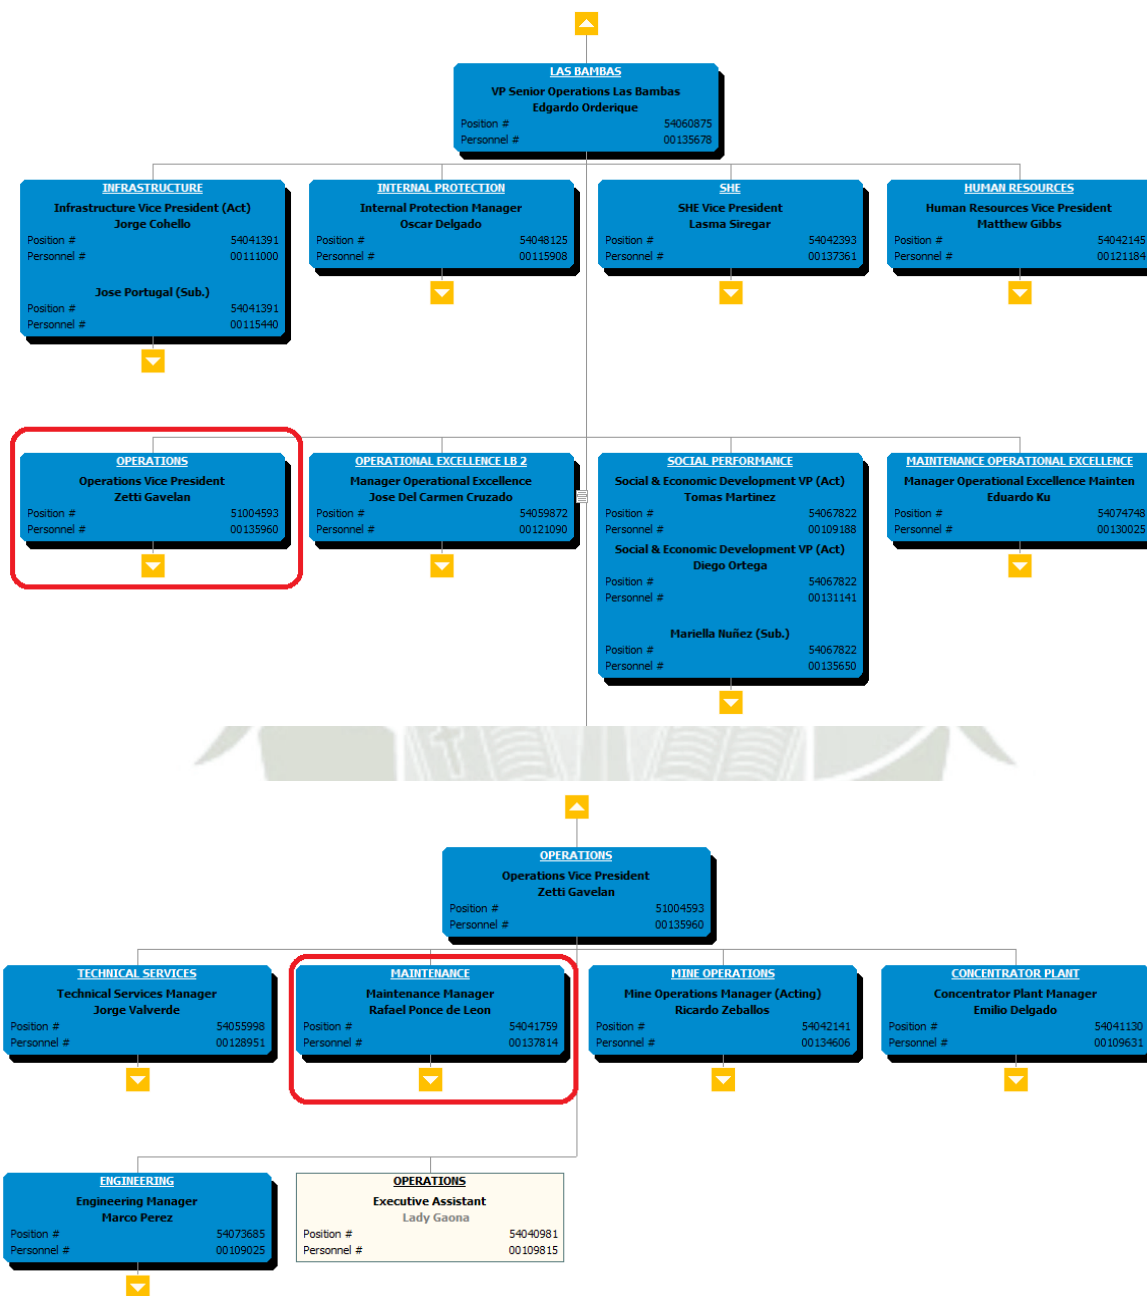 LAS BAMBAS
VP Senior Operations Las Bambas
Edgardo Orderique
Position # 54060875
Personnel # 00135678
INFRASTRUCTURE
Infrastructure Vice President (Act)
Jorge Cohello
Position # 54041391
Personnel # 00111000
Jose Portugal (Sub.)
Position # 54041391
Personnel # 00115440
INTERNAL PROTECTION
Internal Protection Manager
Oscar Delgado
Position # 54048125
Personnel # 00115908
SHE
SHE Vice President
Lasma Siregar
Position # 54042393
Personnel # 00137361
HUMAN RESOURCES
Human Resources Vice President
Matthew Gibbs
Position # 54042145
Personnel # 00121184
OPERATIONS
Operations Vice President
Zetti Gavelan
Position # 51004593
Personnel # 00135960
OPERATIONAL EXCELLENCE LB 2
Manager Operational Excellence
Jose Del Carmen Cruzado
Position # 54059872
Personnel # 00121090
SOCIAL PERFORMANCE
Social & Economic Development VP (Act)
Tomas Martinez
Position # 54067822
Personnel # 00109188
Social & Economic Development VP (Act)
Diego Ortega
Position # 54067822
Personnel # 00131141
Mariella Nuñez (Sub.)
Position # 54067822
Personnel # 00135650
MAINTENANCE OPERATIONAL EXCELLENCE
Manager Operational Excellence Mainten
Eduardo Ku
Position # 54074748
Personnel # 00130025
OPERATIONS
Operations Vice President
Zetti Gavelan
Position # 51004593
Personnel # 00135960
TECHNICAL SERVICES
Technical Services Manager
Jorge Valverde
Position # 54055998
Personnel # 00128951
MAINTENANCE
Maintenance Manager
Rafael Ponce de Leon
Position # 54041759
Personnel # 00137814
MINE OPERATIONS
Mine Operations Manager (Acting)
Ricardo Zeballos
Position # 54042141
Personnel # 00134606
CONCENTRATOR PLANT
Concentrator Plant Manager
Emilio Delgado
Position # 54041130
Personnel # 00109631
ENGINEERING
Engineering Manager
Marco Perez
Position # 54073685
Personnel # 00109025
OPERATIONS
Executive Assistant
Lady Gaona
Position # 54040981
Personnel # 00109815